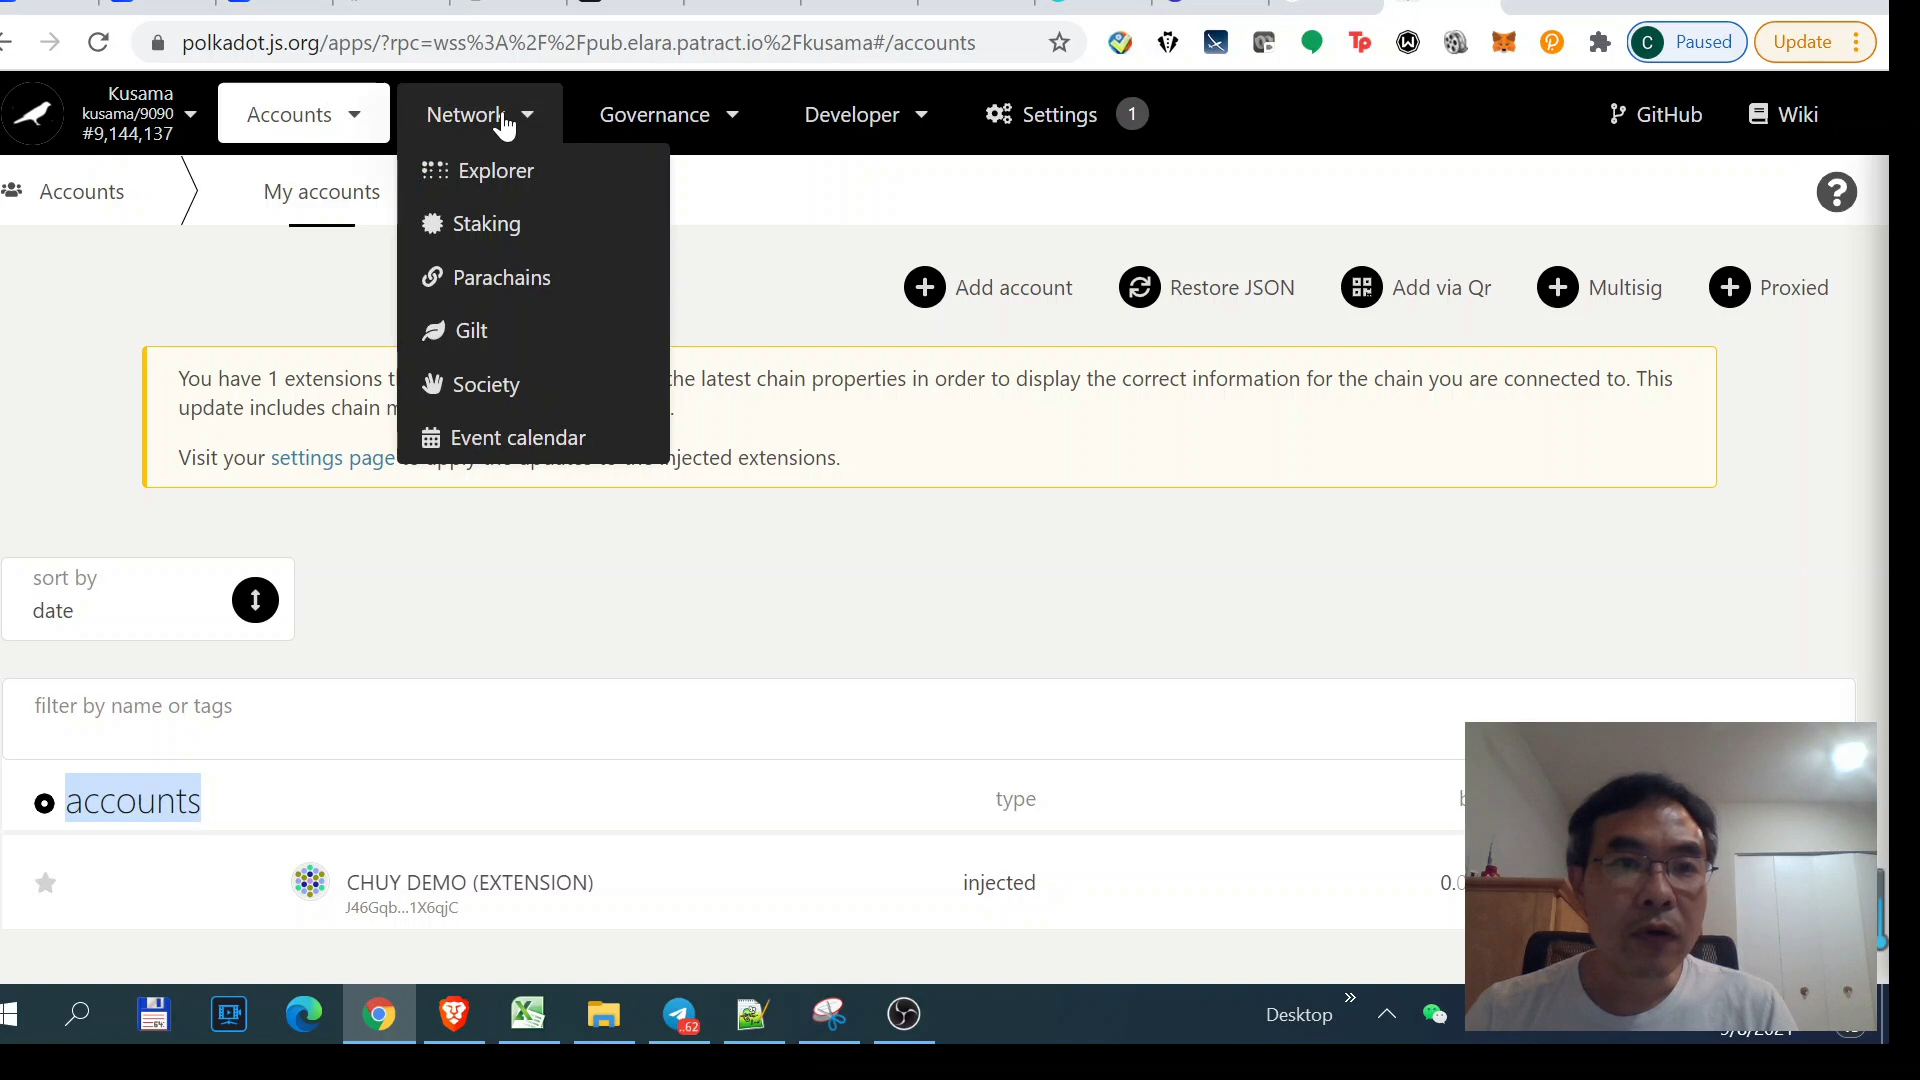 polkadot.js.org/apps/?rpc=wss%3A%2F%2Fpub.elara.patract.io%2Fkusama#/accounts
Tp
C Paused
Update
Kusama
kusama/9090
#9,144,137
Accounts
Network
Governance
Developer
Settings 1
GitHub
Wiki
Accounts
My accounts
Explorer
Staking
Parachains
Gilt
Society
Event calendar
?
Add account
Restore JSON
Add via Qr
Multisig
Proxied
You have 1 extensions the latest chain properties in order to display the correct information for the chain you are connected to. This
update includes chain
Visit your settings page injected extensions.
sort by
date
filter by name or tags
accounts
type
CHUY DEMO (EXTENSION)
J46Gqb...1X6qjC
injected
Desktop